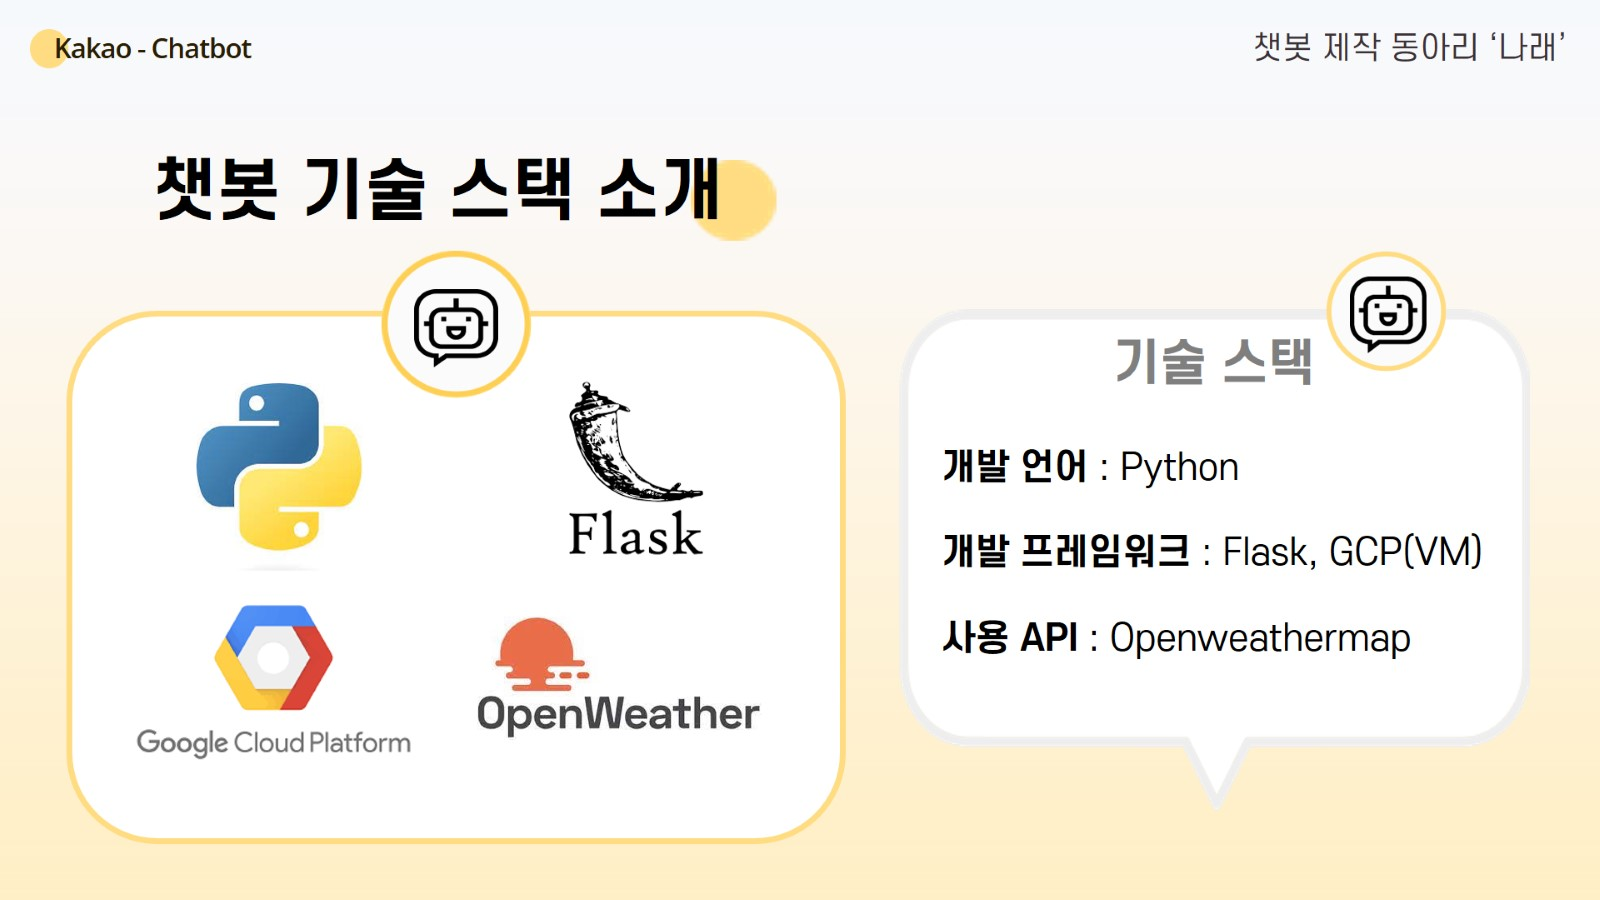 Kakao - Chatbot
챗봇 제작 동아리 ‘나래’
챗봇 기술 스택 소개
Flask
Google Cloud Platform
OpenWeather
기술 스택
개발 언어 : Python
개발 프레임워크 : Flask, GCP(VM)
사용 API : Openweathermap